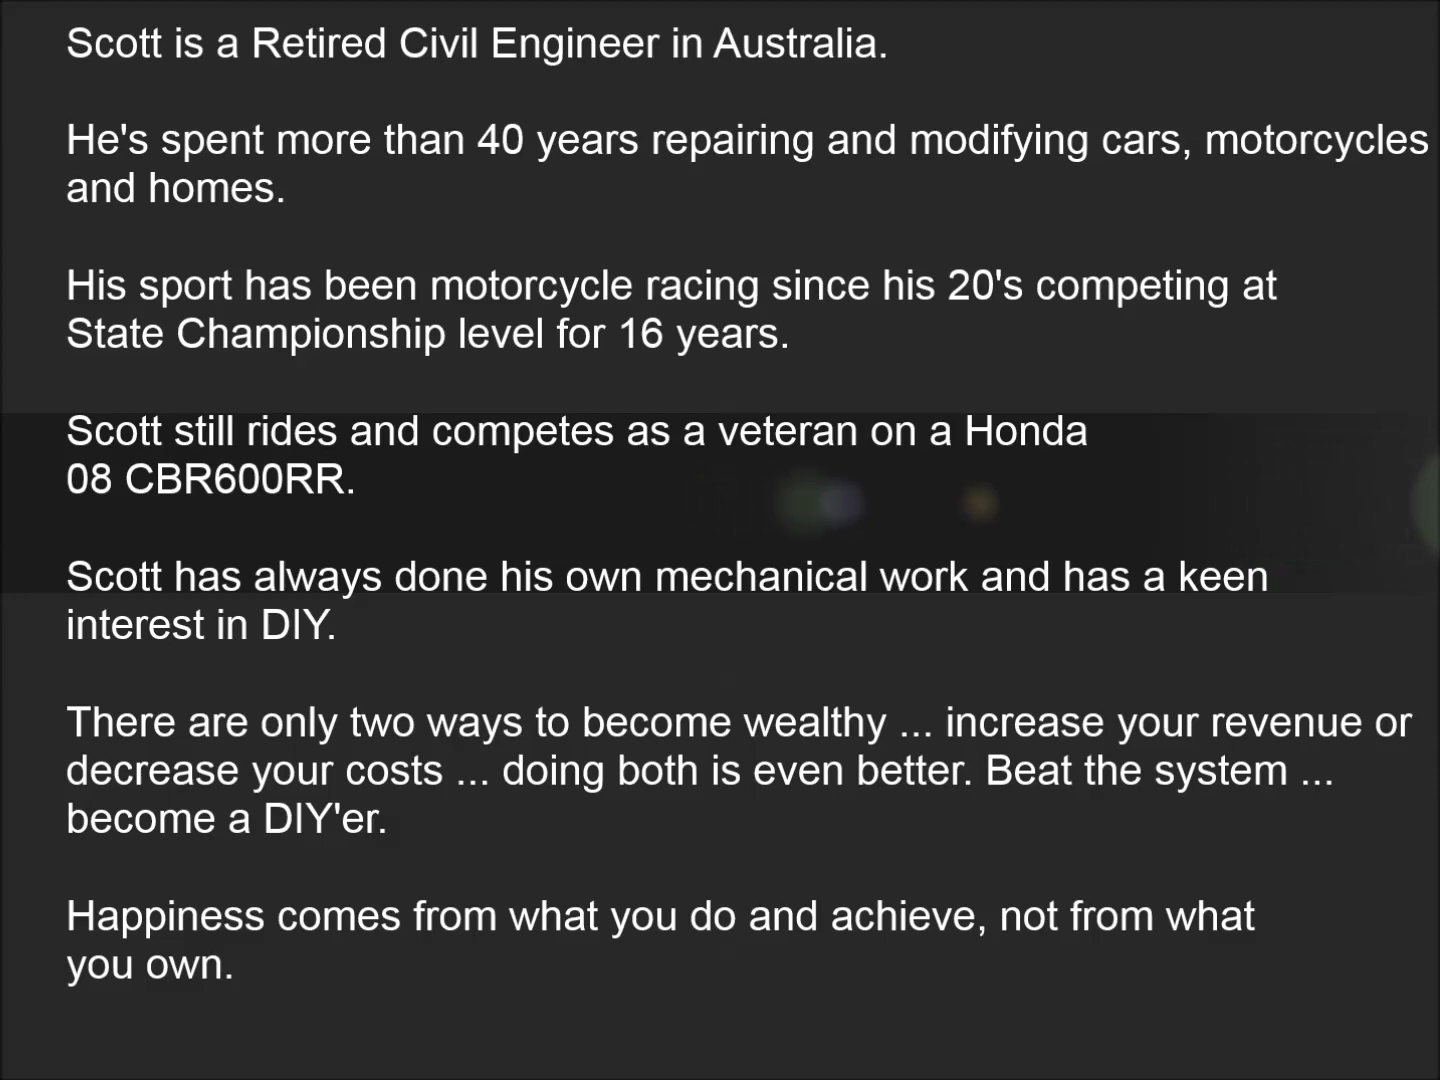 Scott is a Retired Civil Engineer in Australia.
He's spent more than 40 years repairing and modifying cars, motorcycles
and homes.
His sport has been motorcycle racing since his 20's competing at
State Championship level for 16 years.
Scott still rides and competes as a veteran on a Honda
08 CBR600RR.
Scott has always done his own mechanical work and has a keen
interest in DIY.
There are only two ways to become wealthy ... increase your revenue or
decrease your costs ... doing both is even better. Beat the system ...
become a DIY'er.
Happiness comes from what you do and achieve, not from what
you own.